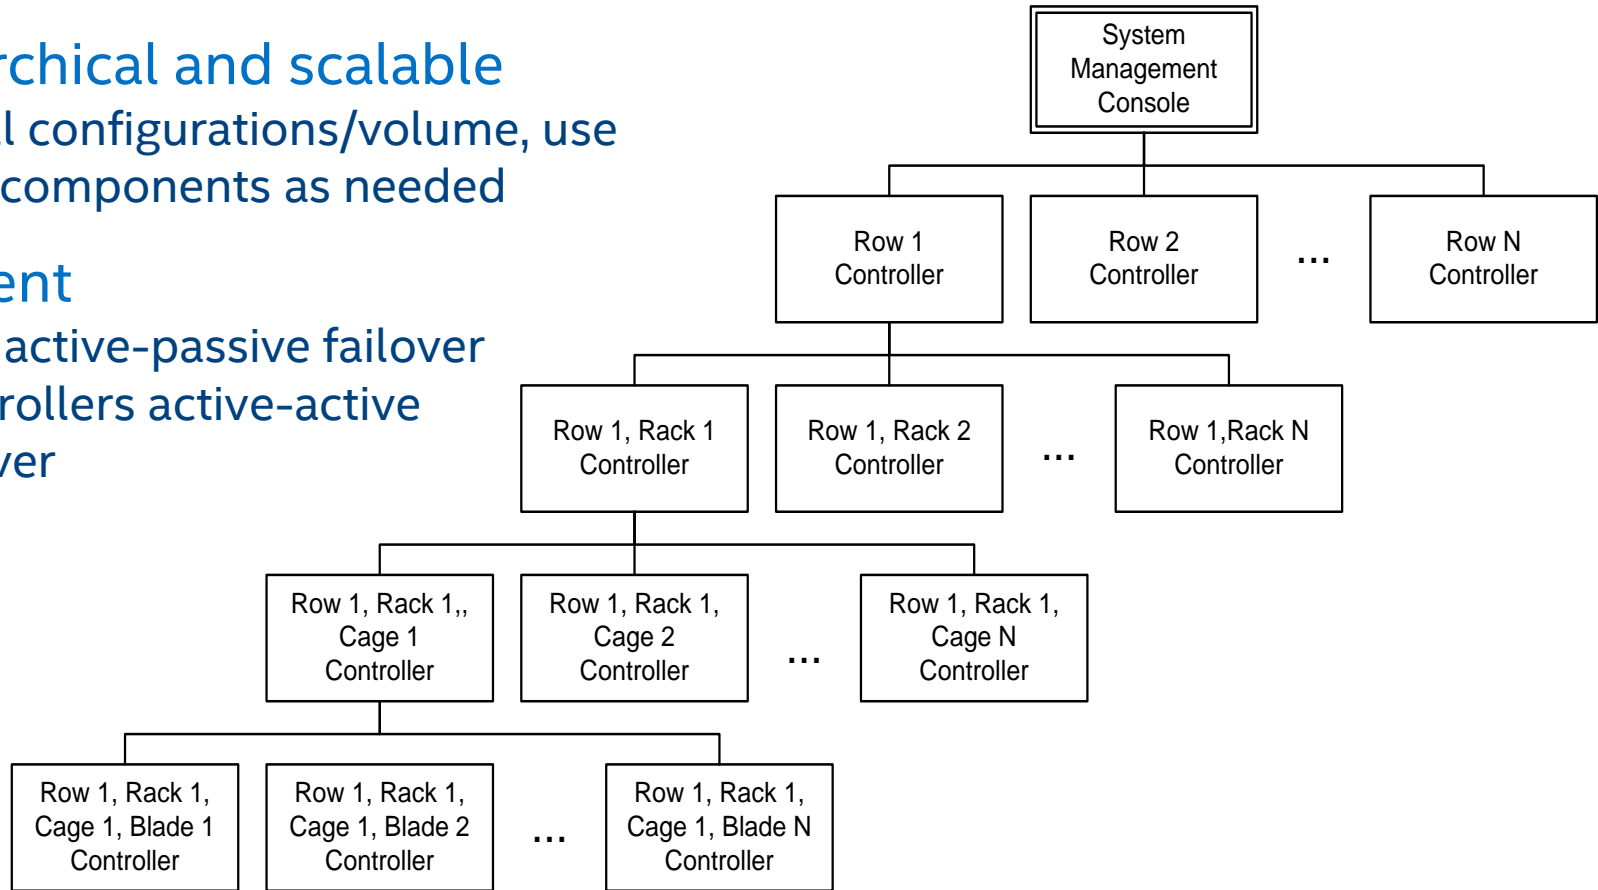 rchical and scalable
l configurations/volume, use
components as needed
ent
active-passive failover
rollers active-active
ver
System
Management
Console
Row 1
Controller
Row 2
Controller
...
Row N
Controller
Row 1, Rack 1
Controller
Row 1, Rack 2
Controller
...
Row 1,Rack N
Controller
Row 1, Rack 1,,
Cage 1
Controller
Row 1, Rack 1,
Cage 2
Controller
...
Row 1, Rack 1,
Cage N
Controller
Row 1, Rack 1,
Cage 1, Blade 1
Controller
Row 1, Rack 1,
Cage 1, Blade 2
Controller
...
Row 1, Rack 1,
Cage 1, Blade N
Controller